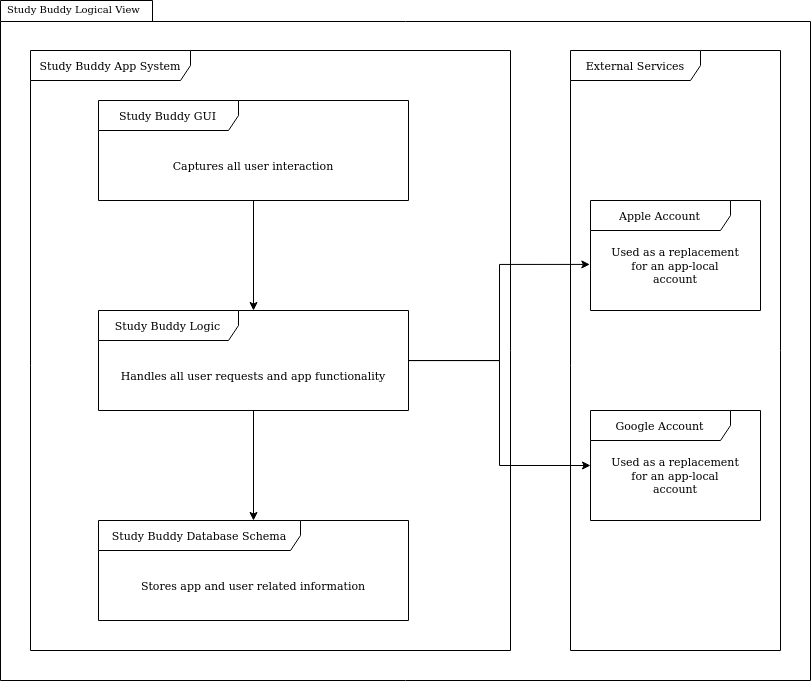 Study Buddy Logical View
Study Buddy App System
Study Buddy GUI
Captures all user interaction
Study Buddy Logic
Handles all user requests and app functionality
Study Buddy Database Schema
Stores app and user related information
External Services
Apple Account
Used as a replacement
for an app-local
account
Google Account
Used as a replacement
for an app-local
account